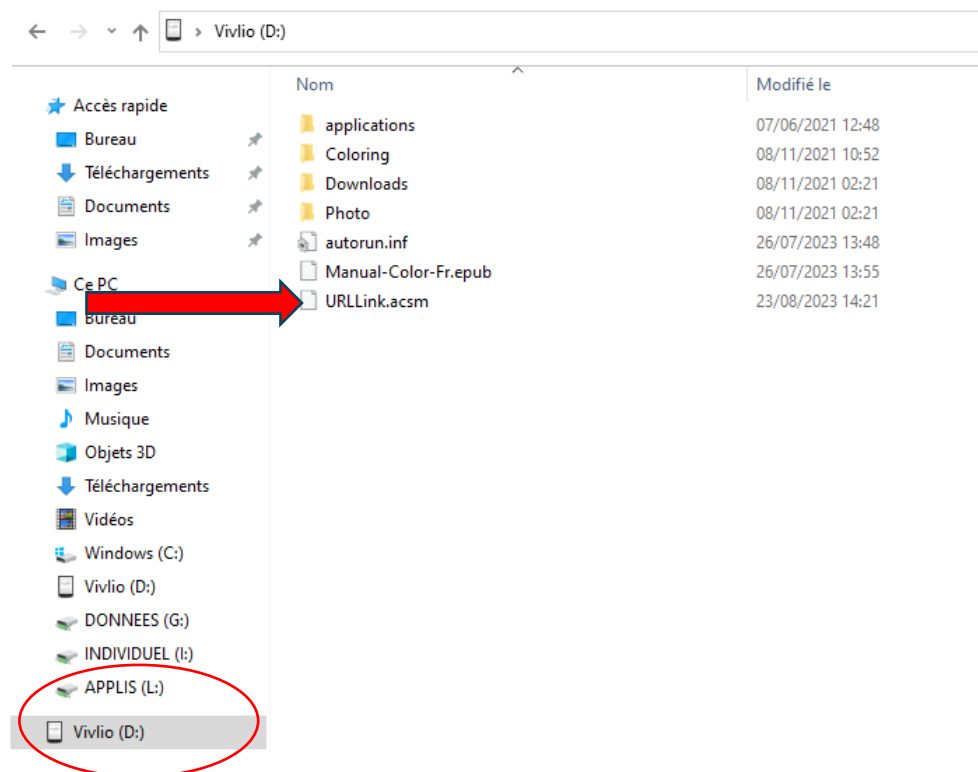 Vivlio (D:)
Nom Modifié le
Accès rapide
Bureau
Téléchargements
Documents
Images
Ce PC
Bureau
Documents
Images
Musique
Objets 3D
Téléchargements
Vidéos
Windows (C:)
Vivlio (D:)
DONNEES (G:)
INDIVIDUEL (I:)
APPLIS (L:)
Vivlio (D:)
applications 07/06/2021 12:48
Coloring 08/11/2021 10:52
Downloads 08/11/2021 02:21
Photo 08/11/2021 02:21
autorun.inf 26/07/2023 13:48
Manual-Color-Fr.epub 26/07/2023 13:55
URLLink.acsm 23/08/2023 14:21